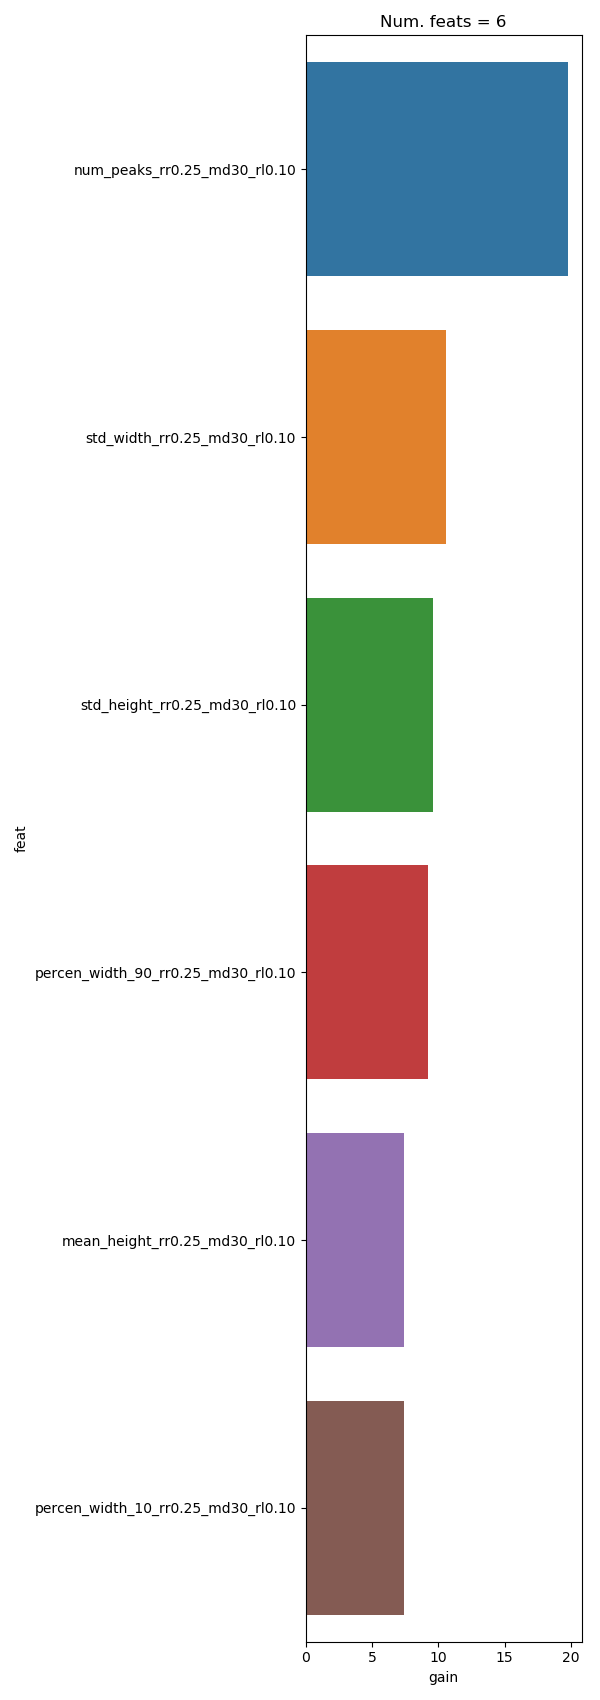 Num. feats = 6
num_peaks_rr0.25_md30_rl0.10
std_width_rr0.25_md30_rl0.10
std_height_rr0.25_md30_rl0.10
feat
percen_width_90_rr0.25_md30_rl0.10
mean_height_rr0.25_md30_rl0.10
percen_width_10_rr0.25_md30_rl0.10
0 5 10 15 20
gain